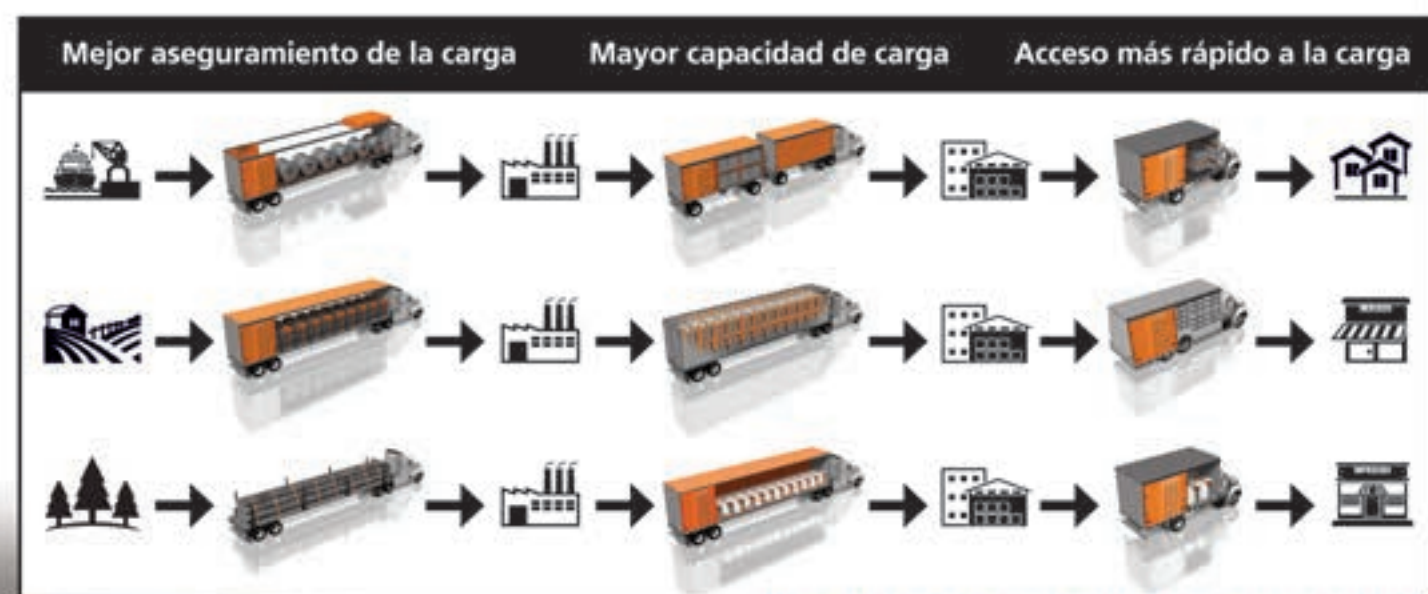 Mejor aseguramiento de la carga
Mayor capacidad de carga
Acceso más rápido a la carga